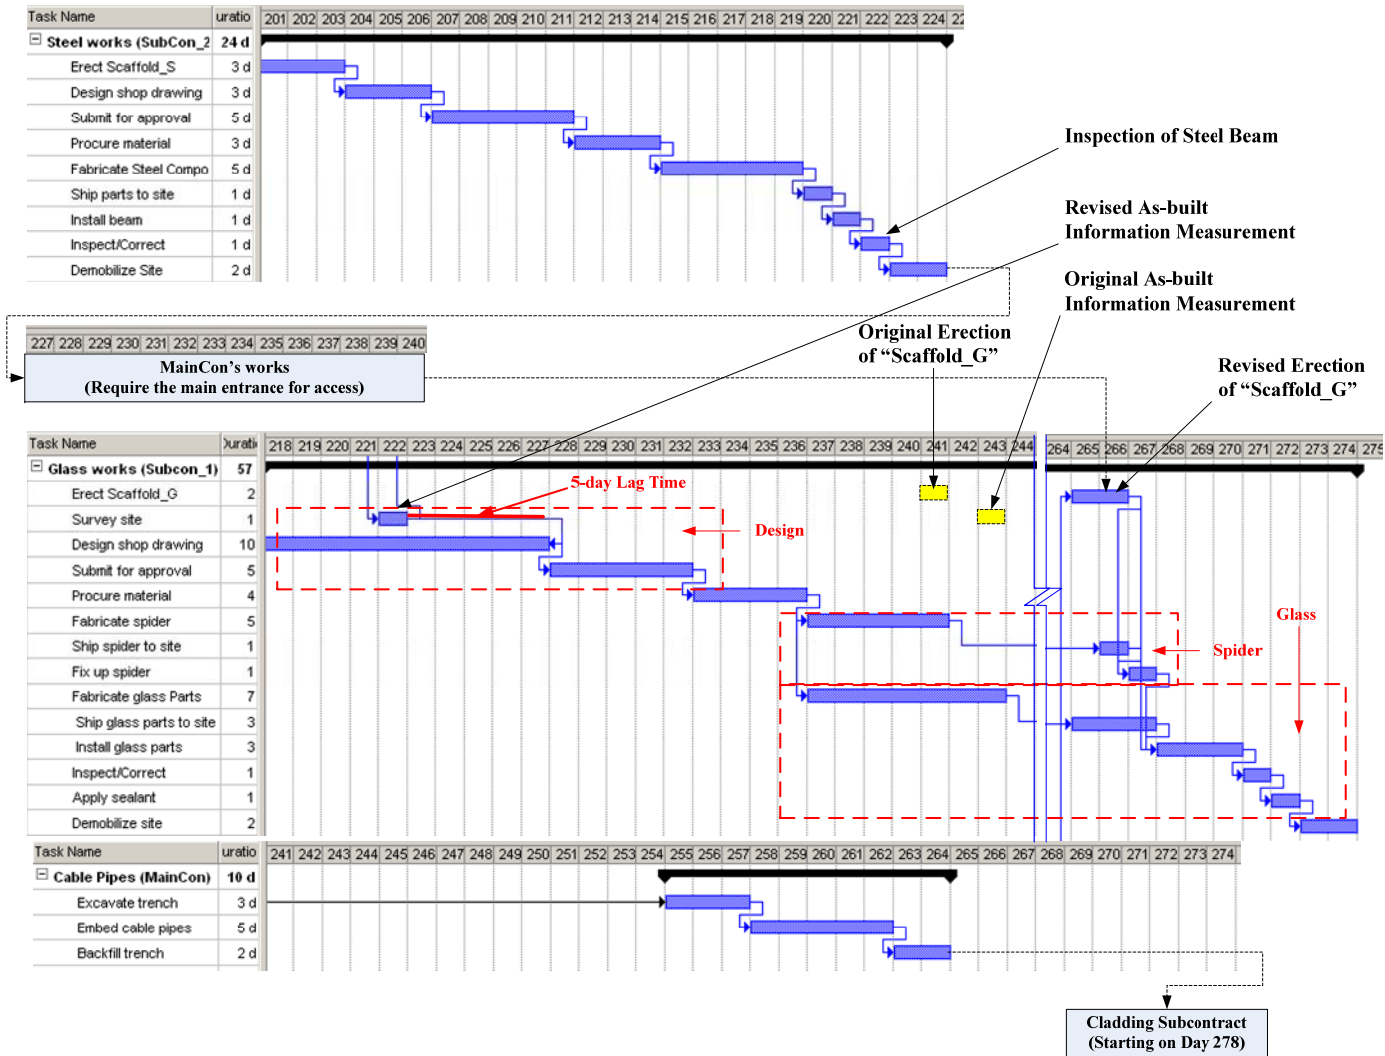 Task Name uratio 201 202 203 204 205 206 207 208 209 210 211 212 213 214 215 216 217 218 219 220 221 222 223 224 22
Steel works (SubCon_2 24 d
Erect Scaffold_S 3 d
Design shop drawing 3 d
Submit for approval 5 d
Procure material 3 d
Fabricate Steel Compo 5 d
Ship parts to site 1 d
Install beam 1 d
Inspect/Correct 1 d
Demobilize Site 2 d
Inspection of Steel Beam
Revised As-built
Information Measurement
Original As-built
Information Measurement
Original Erection
of “Scaffold_G”
Revised Erection
of “Scaffold_G”
227 228 229 230 231 232 233 234 235 236 237 238 239 240
MainCon’s works
(Require the main entrance for access)
Task Name Durati 218 219 220 221 222 223 224 225 226 227 228 229 230 231 232 233 234 235 236 237 238 239 240 241 242 243 244 264 265 266 267 268 269 270 271 272 273 274 275
Glass works (Subcon_1) 57
Erect Scaffold_G 2
5-day Lag Time
Survey site 1
Design
Design shop drawing 10
Submit for approval 5
Procure material 4
Fabricate spider 5
Glass
Ship spider to site 1
Spider
Fix up spider 1
Fabricate glass Parts 7
Ship glass parts to site 3
Install glass parts 3
Inspect/Correct 1
Apply sealant 1
Demobilize site 2
Task Name uratio 241 242 243 244 245 246 247 248 249 250 251 252 253 254 255 256 257 258 259 260 261 262 263 264 265 266 267 268 269 270 271 272 273 274
Cable Pipes (MainCon) 10 d
Excavate trench 3 d
Embed cable pipes 5 d
Backfill trench 2 d
Cladding Subcontract
(Starting on Day 278)